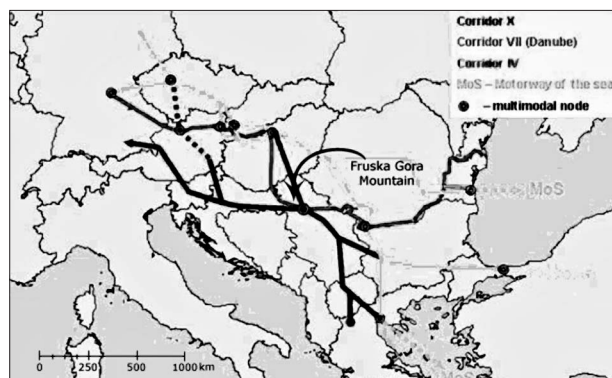 Corridor X
Corridor VII (Danube)
Corridor IV
MoS – Motorway of the sea
– multimodal node
Fruska Gora
Mountain
MoS
0 250 500 1000 km